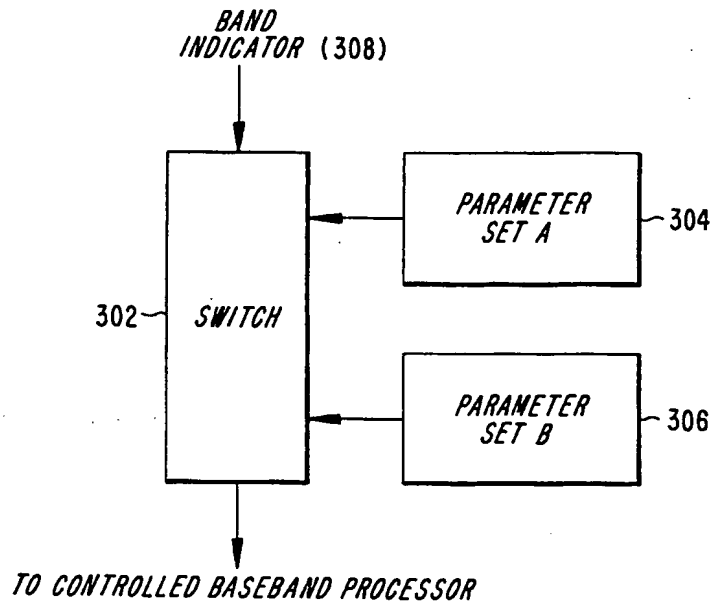 BAND
INDICATOR (308)
PARAMETER
SET A
304
302
SWITCH
PARAMETER
SET B
306
TO CONTROLLED BASEBAND PROCESSOR